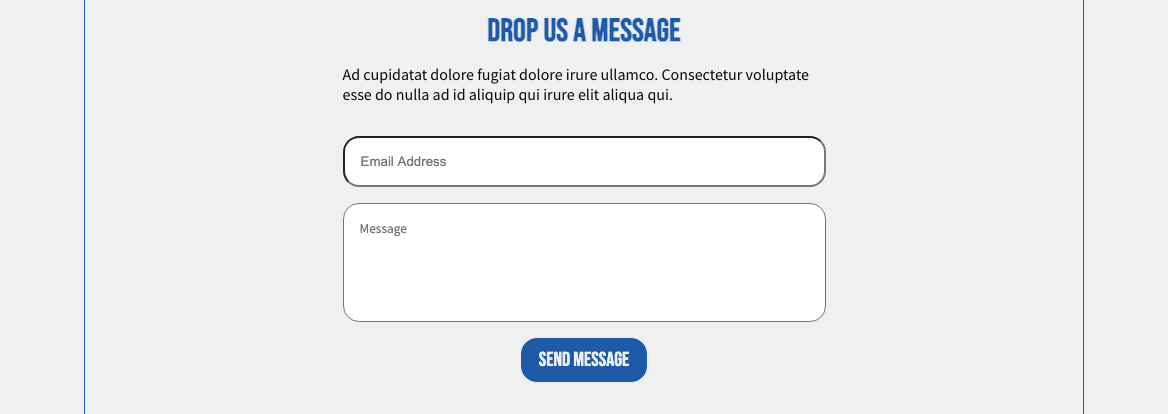 DROP US A MESSAGE
Ad cupidatat dolore fugiat dolore irure ullamco. Consectetur voluptate
esse do nulla ad id aliquip qui irure elit aliqua qui.
Email Address
Message
SEND MESSAGE